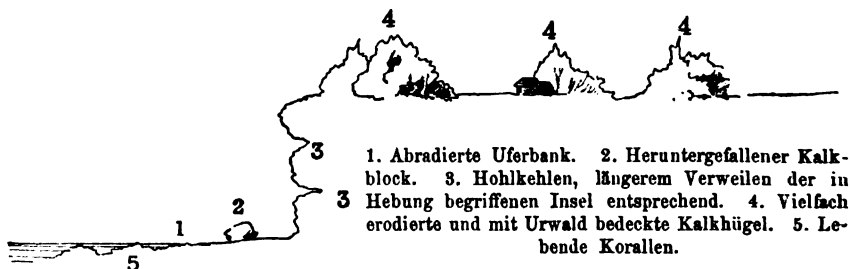 4 4 4
1. Abradierte Uferbank. 2. Heruntergefallener Kalk-
3 block. 3. Hohlkehlen, längerem Verweilen der in
3 Hebung begriffenen Insel entsprechend. 4. Vielfach
2 erodierte und mit Urwald bedeckte Kalkhügel. 5. Le-
1 bende Korallen.
5